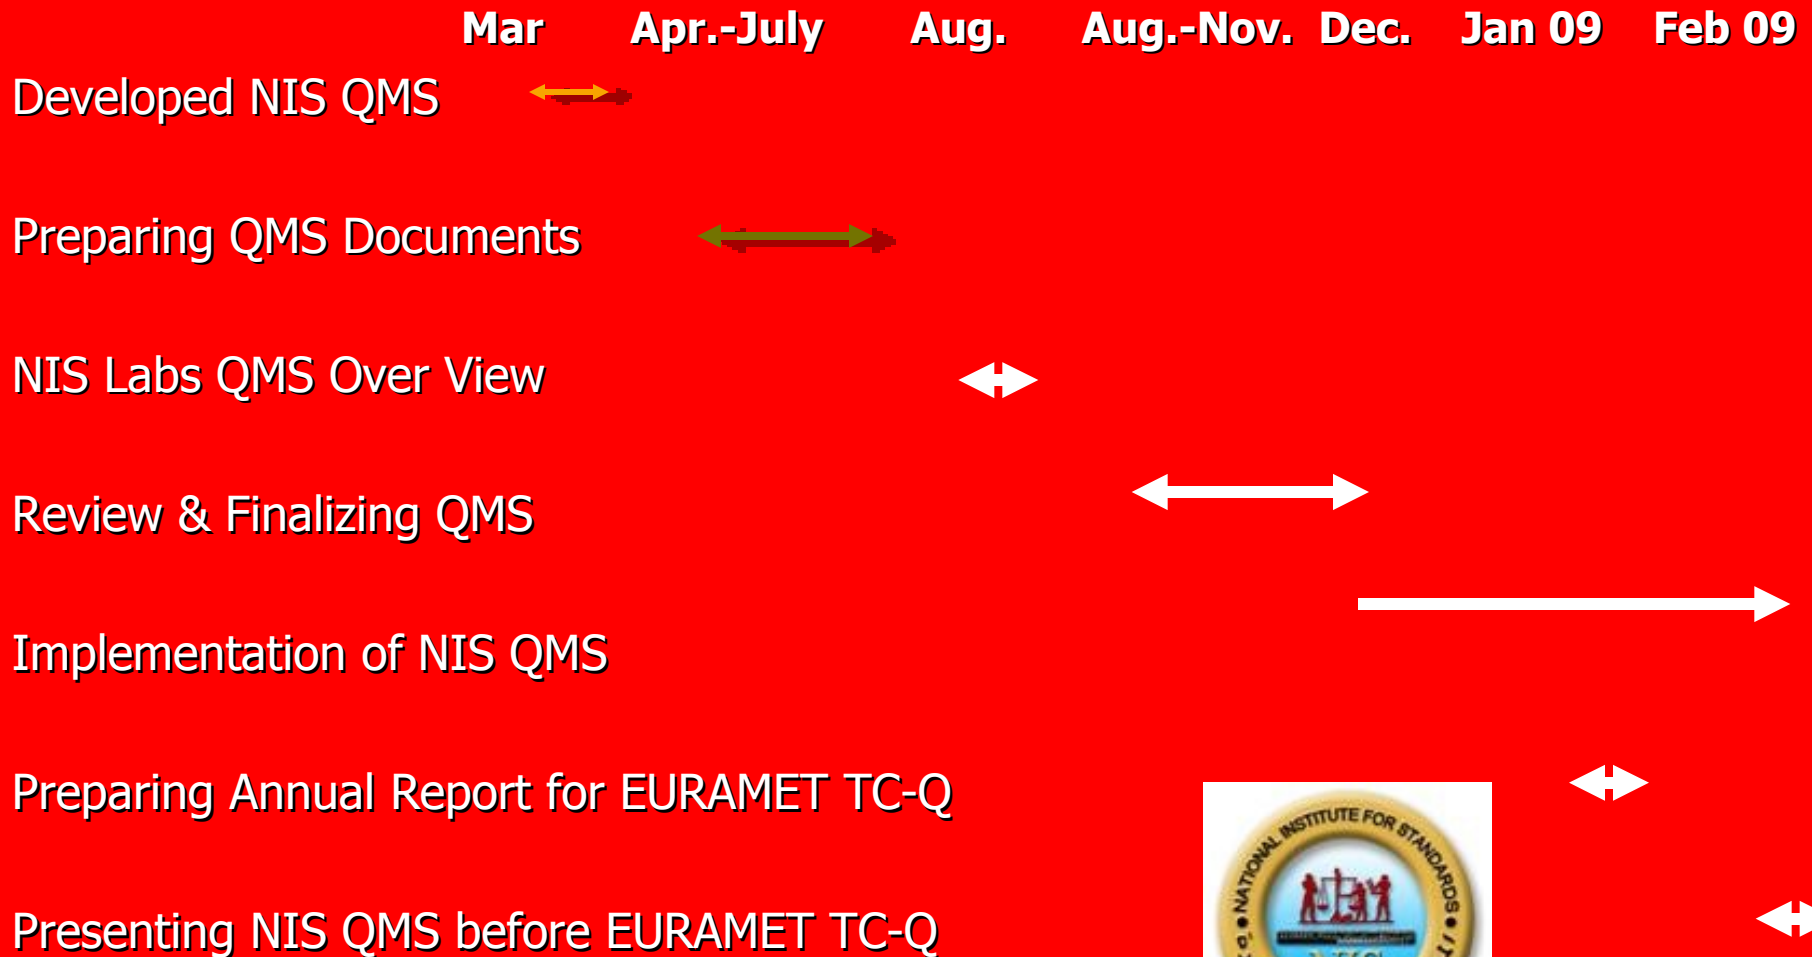 Mar Apr.-July Aug. Aug.-Nov. Dec. Jan 09 Feb 09
Developed NIS QMS
Preparing QMS Documents
NIS Labs QMS Over View
Review & Finalizing QMS
Implementation of NIS QMS
Preparing Annual Report for EURAMET TC-Q
NATIONAL INSTITUTE FOR STANDARDS
Presenting NIS QMS before EURAMET TC-Q